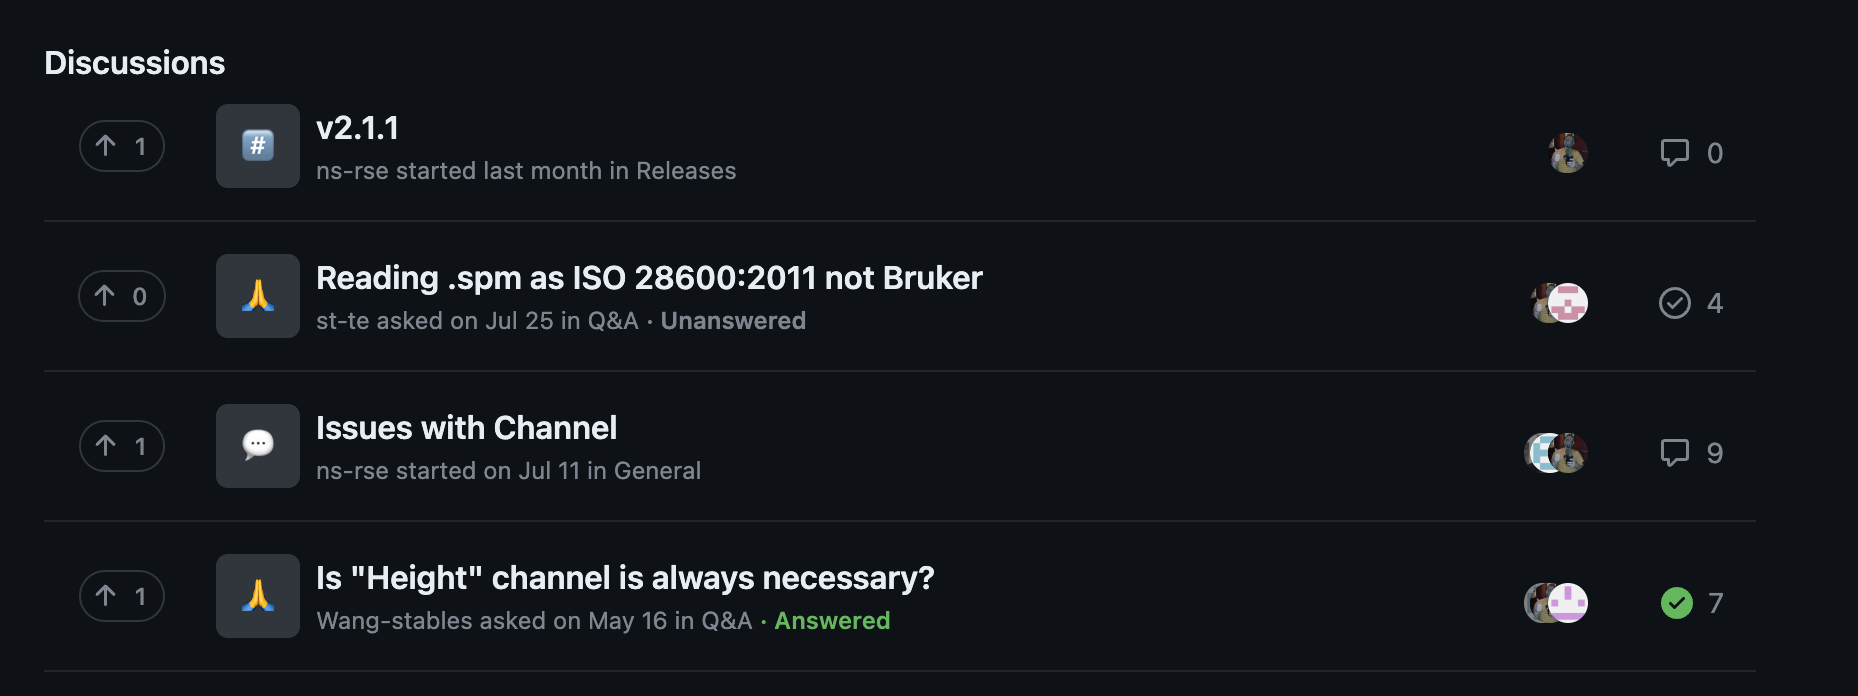 Discussions
1
#
v2.1.1
ns-rse started last month in Releases
0
0
Reading .spm as ISO 28600:2011 not Bruker
st-te asked on Jul 25 in Q&A · Unanswered
4
1
Issues with Channel
ns-rse started on Jul 11 in General
9
1
Is "Height" channel is always necessary?
Wang-stables asked on May 16 in Q&A · Answered
7